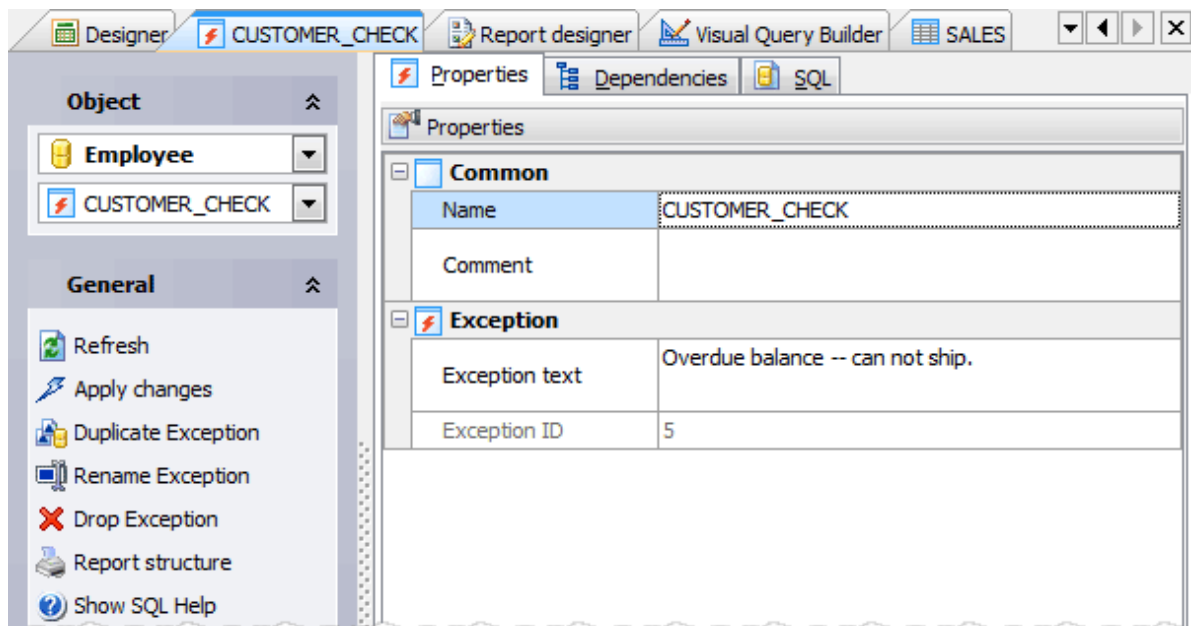 Designer CUSTOMER_CHECK Report designer Visual Query Builder SALES
Properties Dependencies SQL
Object
Employee
CUSTOMER_CHECK
General
Refresh
Apply changes
Duplicate Exception
Rename Exception
Drop Exception
Report structure
Show SQL Help
Properties
Common
Name CUSTOMER_CHECK
Comment
Exception
Exception text Overdue balance -- can not ship.
Exception ID 5